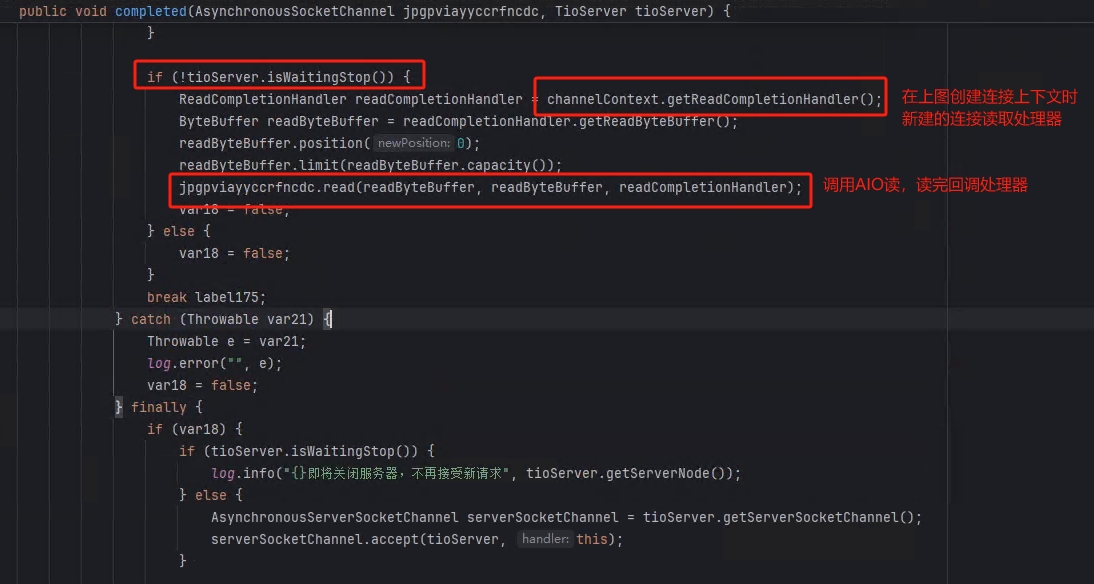 public void completed(AsynchronousSocketChannel jpgpviayyccrfncdc, TioServer tioServer) {
}
if (!tioServer.isWaitingStop()) {
ReadCompletionHandler readCompletionHandler = channelContext.getReadCompletionHandler();
在上图创建连接上下文时
新建的连接读取处理器
ByteBuffer readByteBuffer = readCompletionHandler.getReadByteBuffer();
readByteBuffer.position( newPosition: 0);
readByteBuffer.limit(readByteBuffer.capacity());
jpgpviayyccrfncdc.read(readByteBuffer, readByteBuffer, readCompletionHandler);
调用AIO读，读完回调处理器
var18 = false;
} else {
var18 = false;
}
break label175;
} catch (Throwable var21) {
Throwable e = var21;
log.error("", e);
var18 = false;
} finally {
if (var18) {
if (tioServer.isWaitingStop()) {
log.info("{}即将关闭服务器，不再接受新请求", tioServer.getServerNode());
} else {
AsynchronousServerSocketChannel serverSocketChannel = tioServer.getServerSocketChannel();
serverSocketChannel.accept(tioServer, handler: this);
}